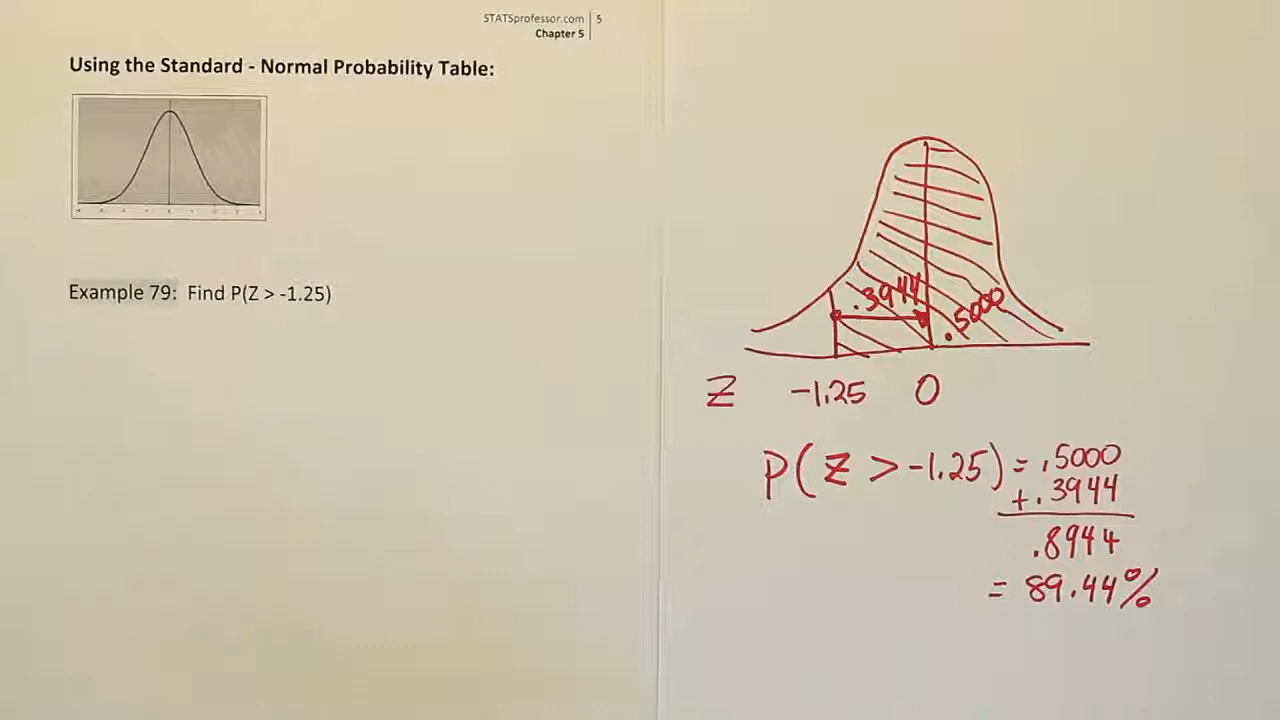 STATSprofessor.com 5
Chapter 5
Using the Standard - Normal Probability Table:
Example 79: Find P(Z > -1.25)
.3944
.5000
Z -1.25 0
P(Z > -1.25) = .5000
+ .3944
.8944
= 89.44%